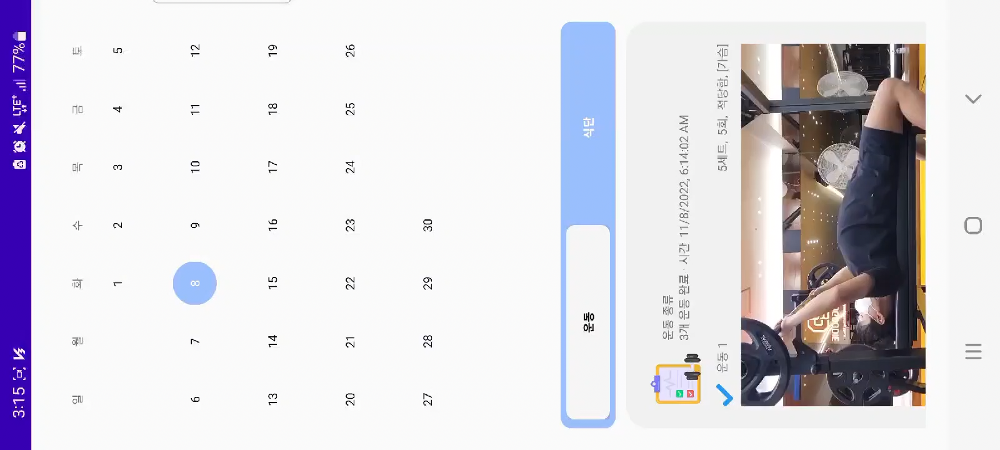 3:15 LTE+ 77%
일 월 화 수 목 금 토
1 2 3 4 5
6 7 8 9 10 11 12
13 14 15 16 17 18 19
20 21 22 23 24 25 26
27 28 29 30
운동 식단
운동 종류
3개 운동 완료 · 시간 11/8/2022, 6:14:02 AM
운동 1 5세트, 5회, 적당함, [가슴]